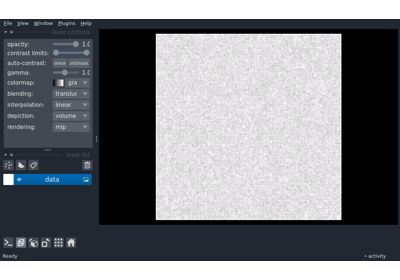 File View Window Plugins Help
layer controls
opacity: 1.0
contrast limits:
auto-contrast: once continuous
gamma: 1.0
colormap: gra
blending: transluc
interpolation: linear
depiction: volume
rendering: mip
layer list
data
Ready
activity